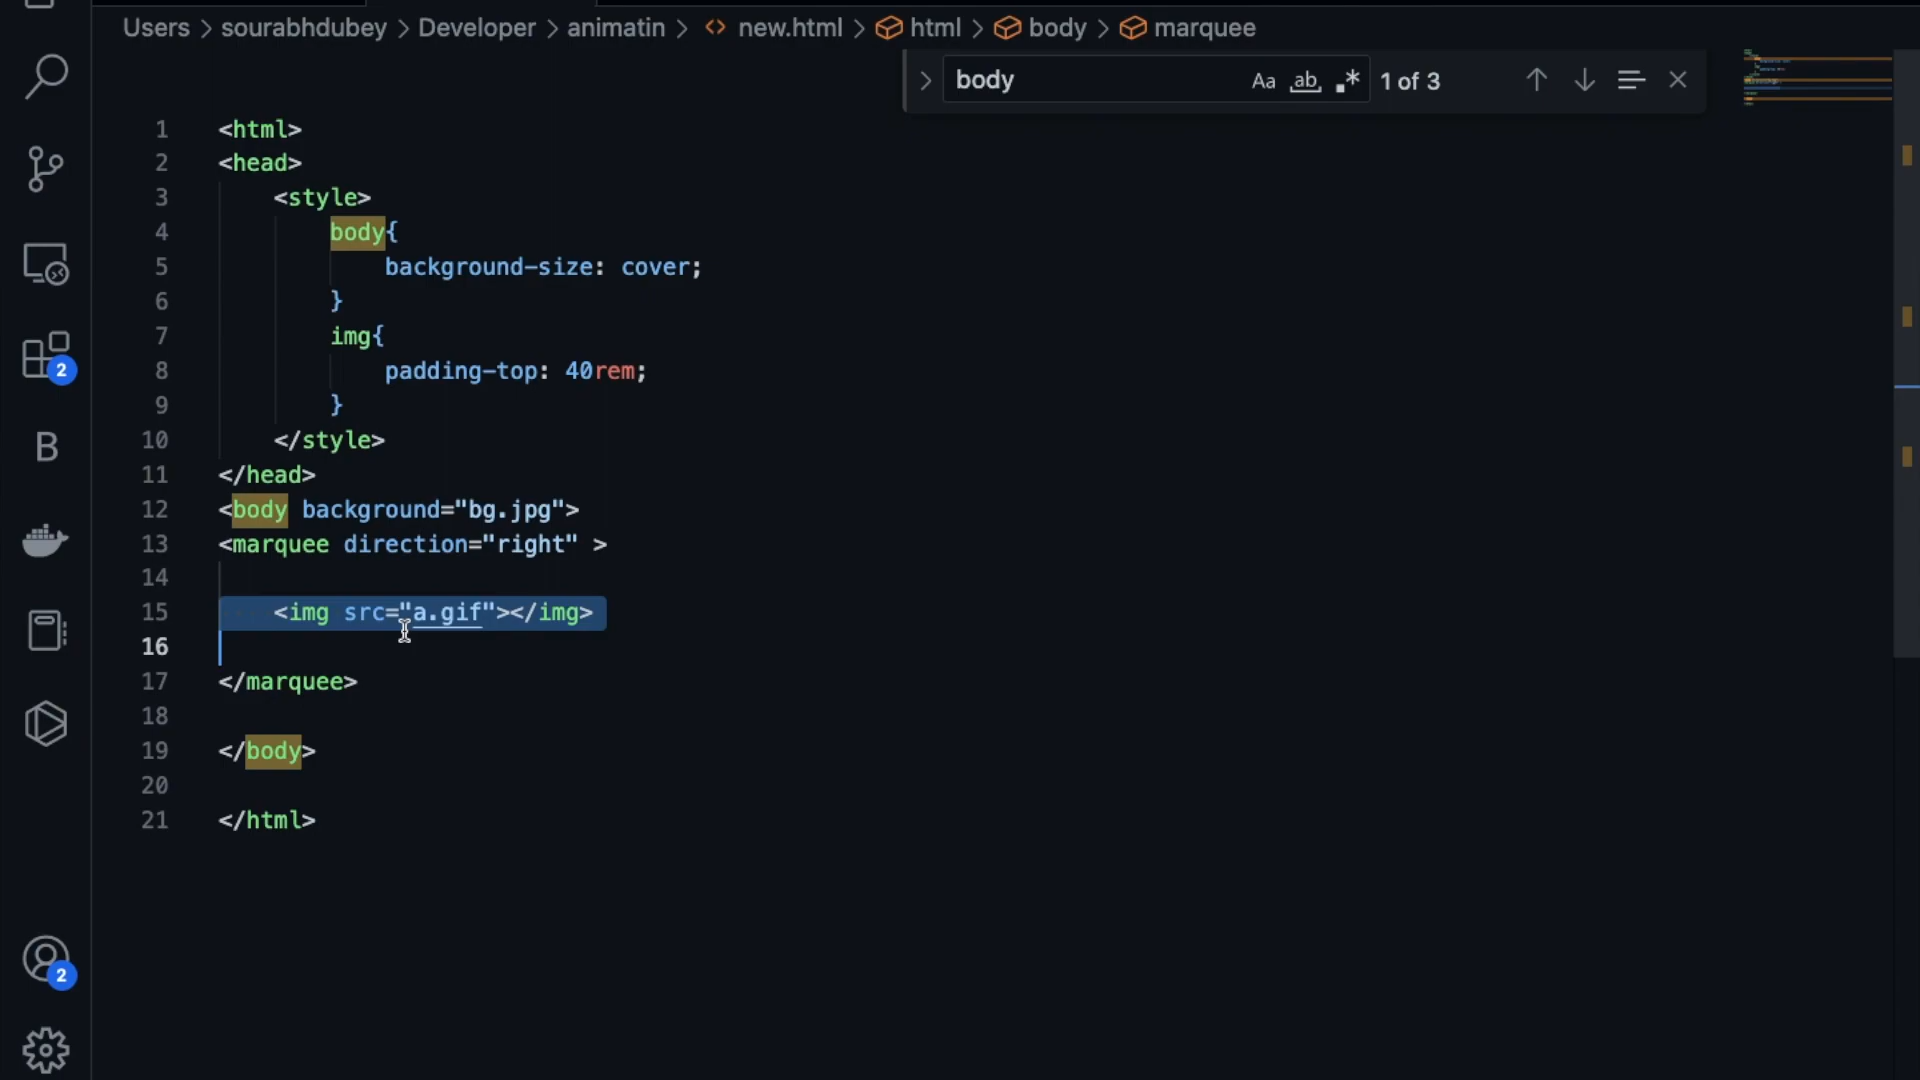 Users > sourabhdubey > Developer > animatin > <> new.html > html > body > marquee
> body Aa ab .* 1 of 3
1 <html>
2 <head>
3 <style>
4 body{
5 background-size: cover;
6 }
7 img{
8 padding-top: 40rem;
9 }
10 </style>
11 </head>
12 <body background="bg.jpg">
13 <marquee direction="right" >
14
15 <img src="a.gif"></img>
16
17 </marquee>
18
19 </body>
20
21 </html>
2
B
2